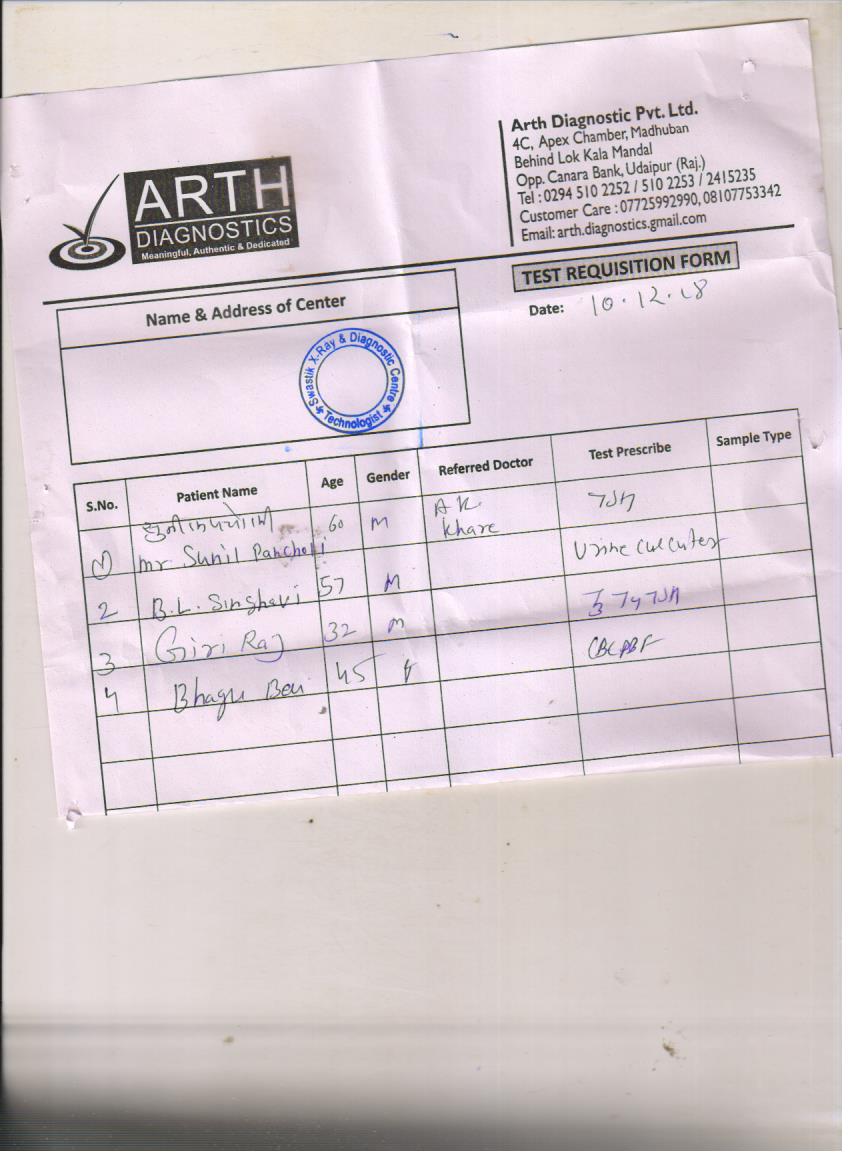 ARTH
DIAGNOSTICS
Meaningful, Authentic & Dedicated
Arth Diagnostic Pvt. Ltd.
4C, Apex Chamber, Madhuban
Behind Lok Kala Mandal
Opp. Canara Bank, Udaipur (Raj.)
Tel : 0294 510 2252 / 510 2253 / 2415235
Customer Care : 07725992990, 08107753342
Email: arth.diagnostics.gmail.com
TEST REQUISITION FORM
Date: 10.12.18
Name & Address of Center
Swastik X-Ray & Diagnostic Centre
Technologist
S.No. Patient Name Age Gender Referred Doctor Test Prescribe Sample Type
1 60 M A K Khare
mr Sunil Pancholi
2 B.L. Singhavi 57 M Urine
3 Giri Raj 32 M
4 Bhagu 45 F CBC PBF